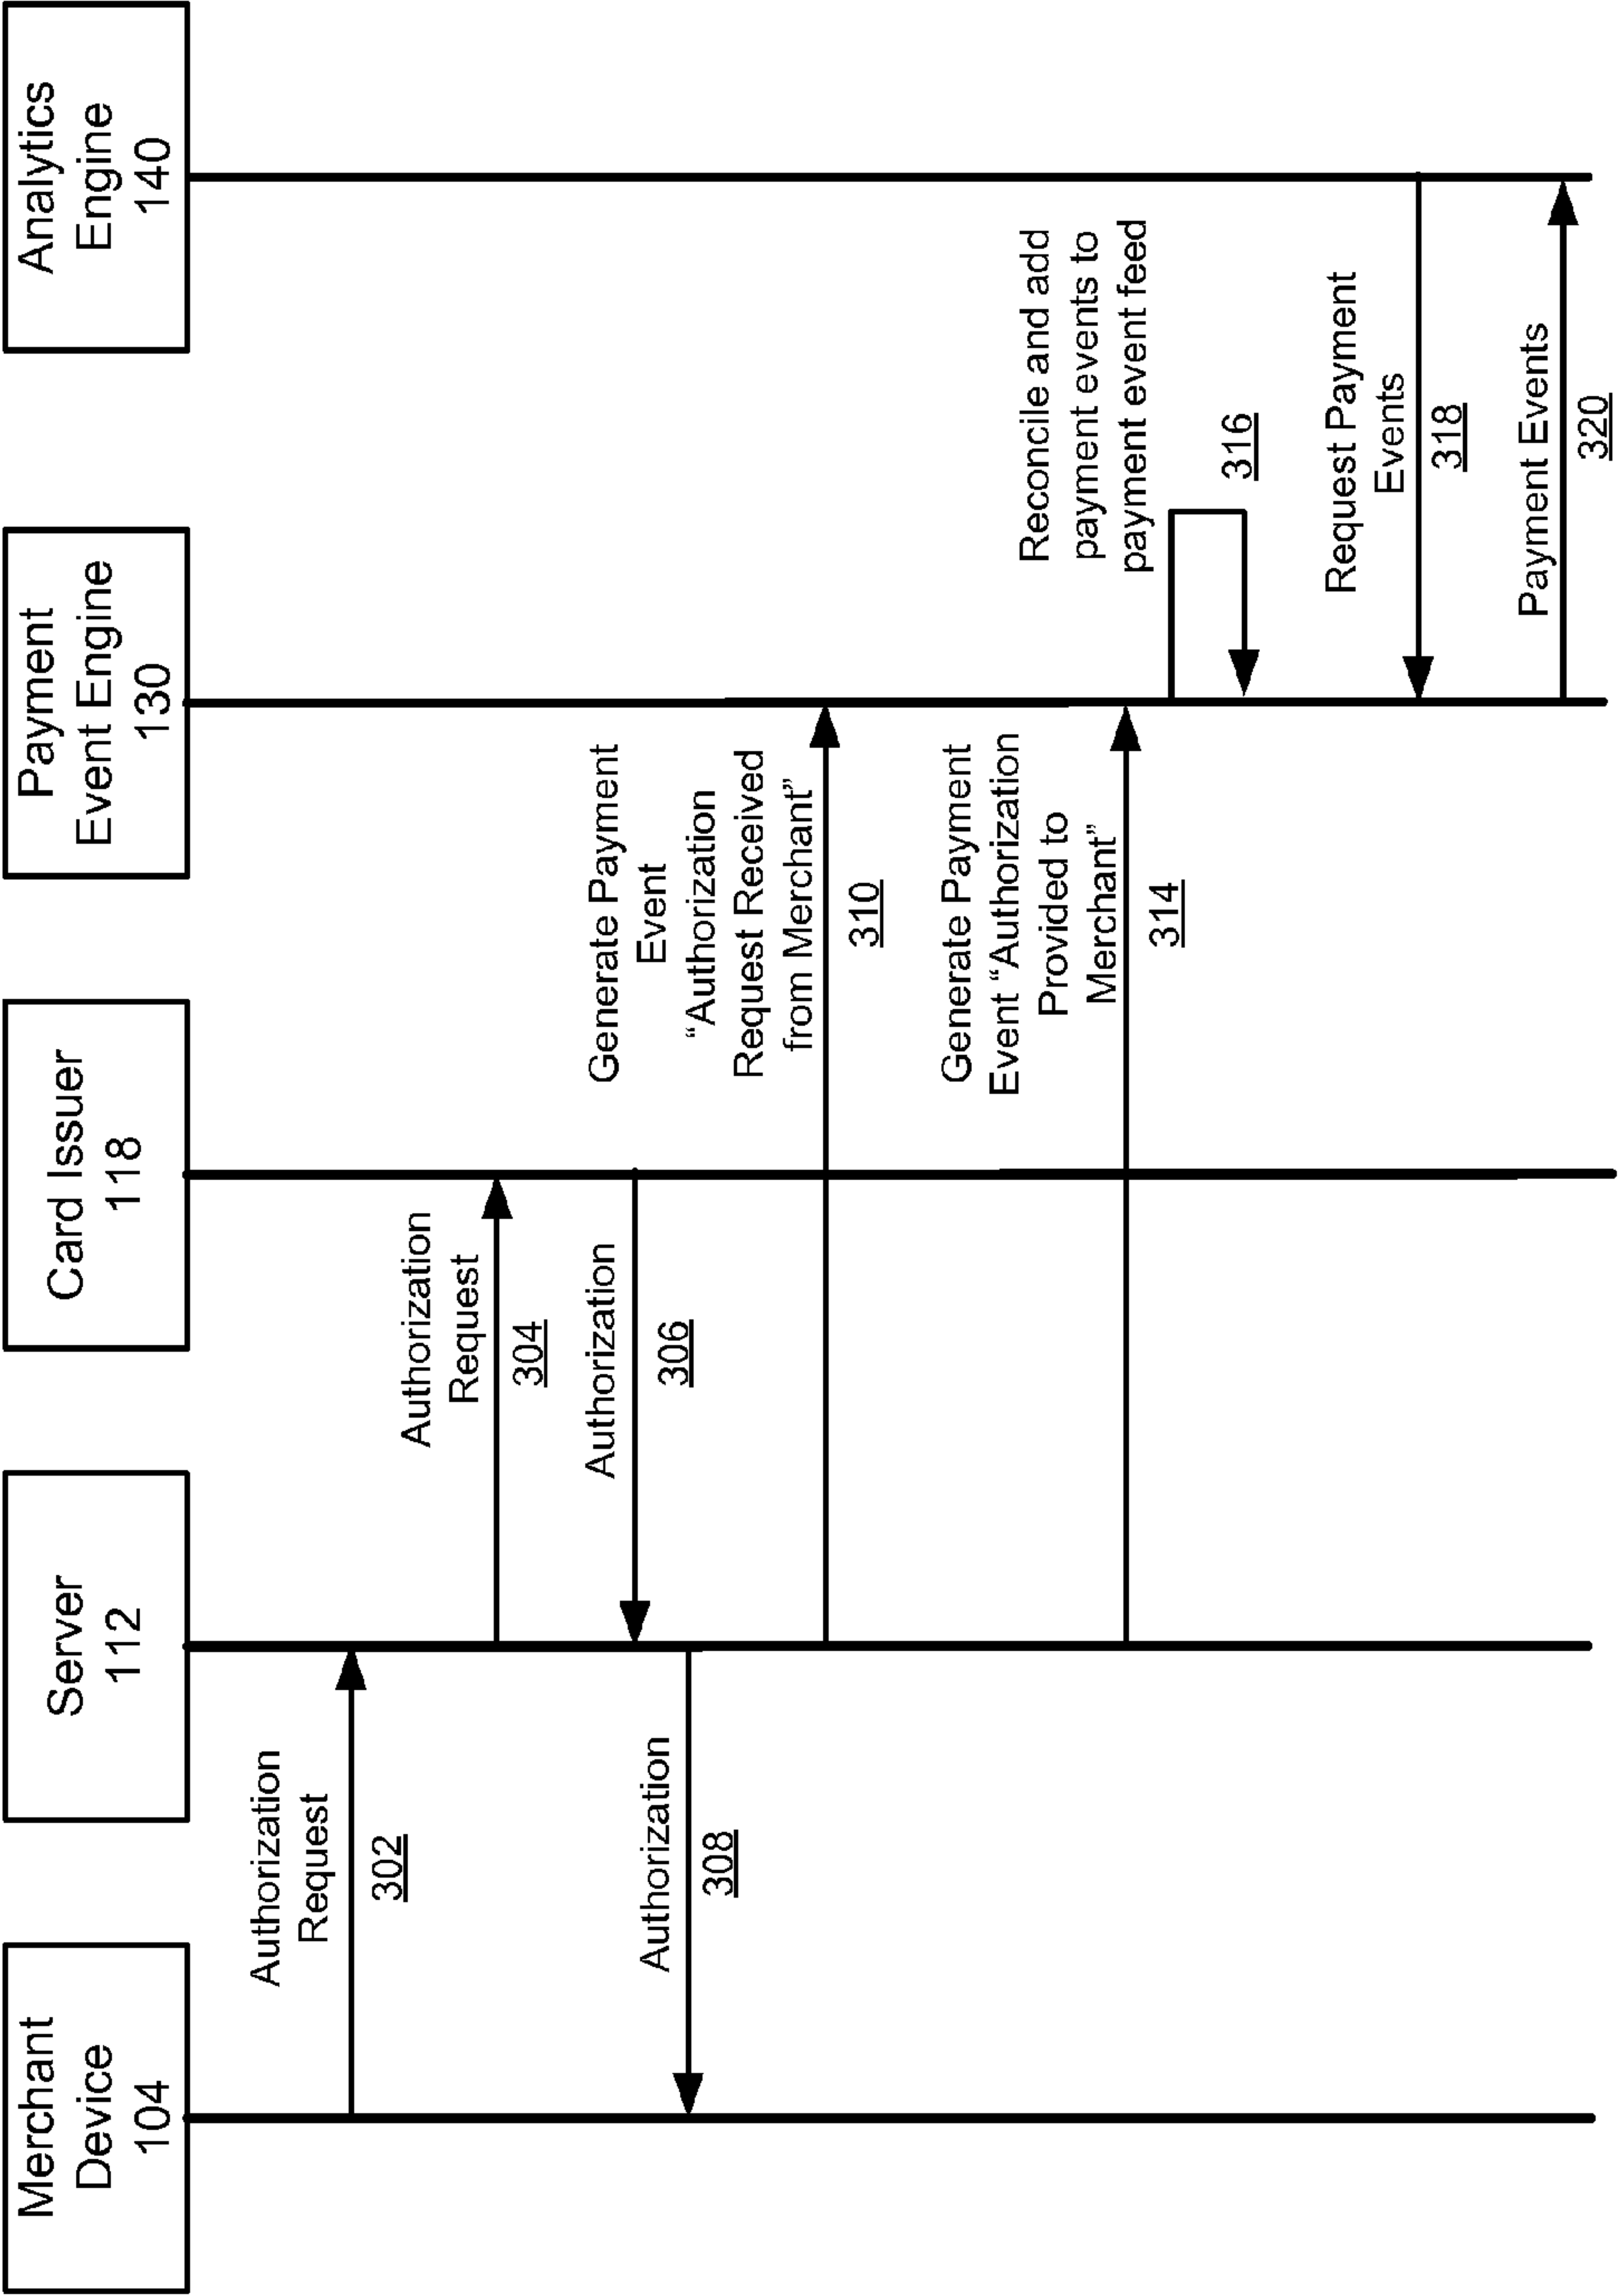 Merchant
Device
104
Server
112
Card Issuer
118
Payment
Event Engine
130
Analytics
Engine
140
Authorization
Request
302
Authorization
Request
304
Authorization
306
Authorization
308
Generate Payment
Event
“Authorization
Request Received
from Merchant”
310
Generate Payment
Event “Authorization
Provided to
Merchant”
314
Reconcile and add
payment events to
payment event feed
316
Request Payment
Events
318
Payment Events
320